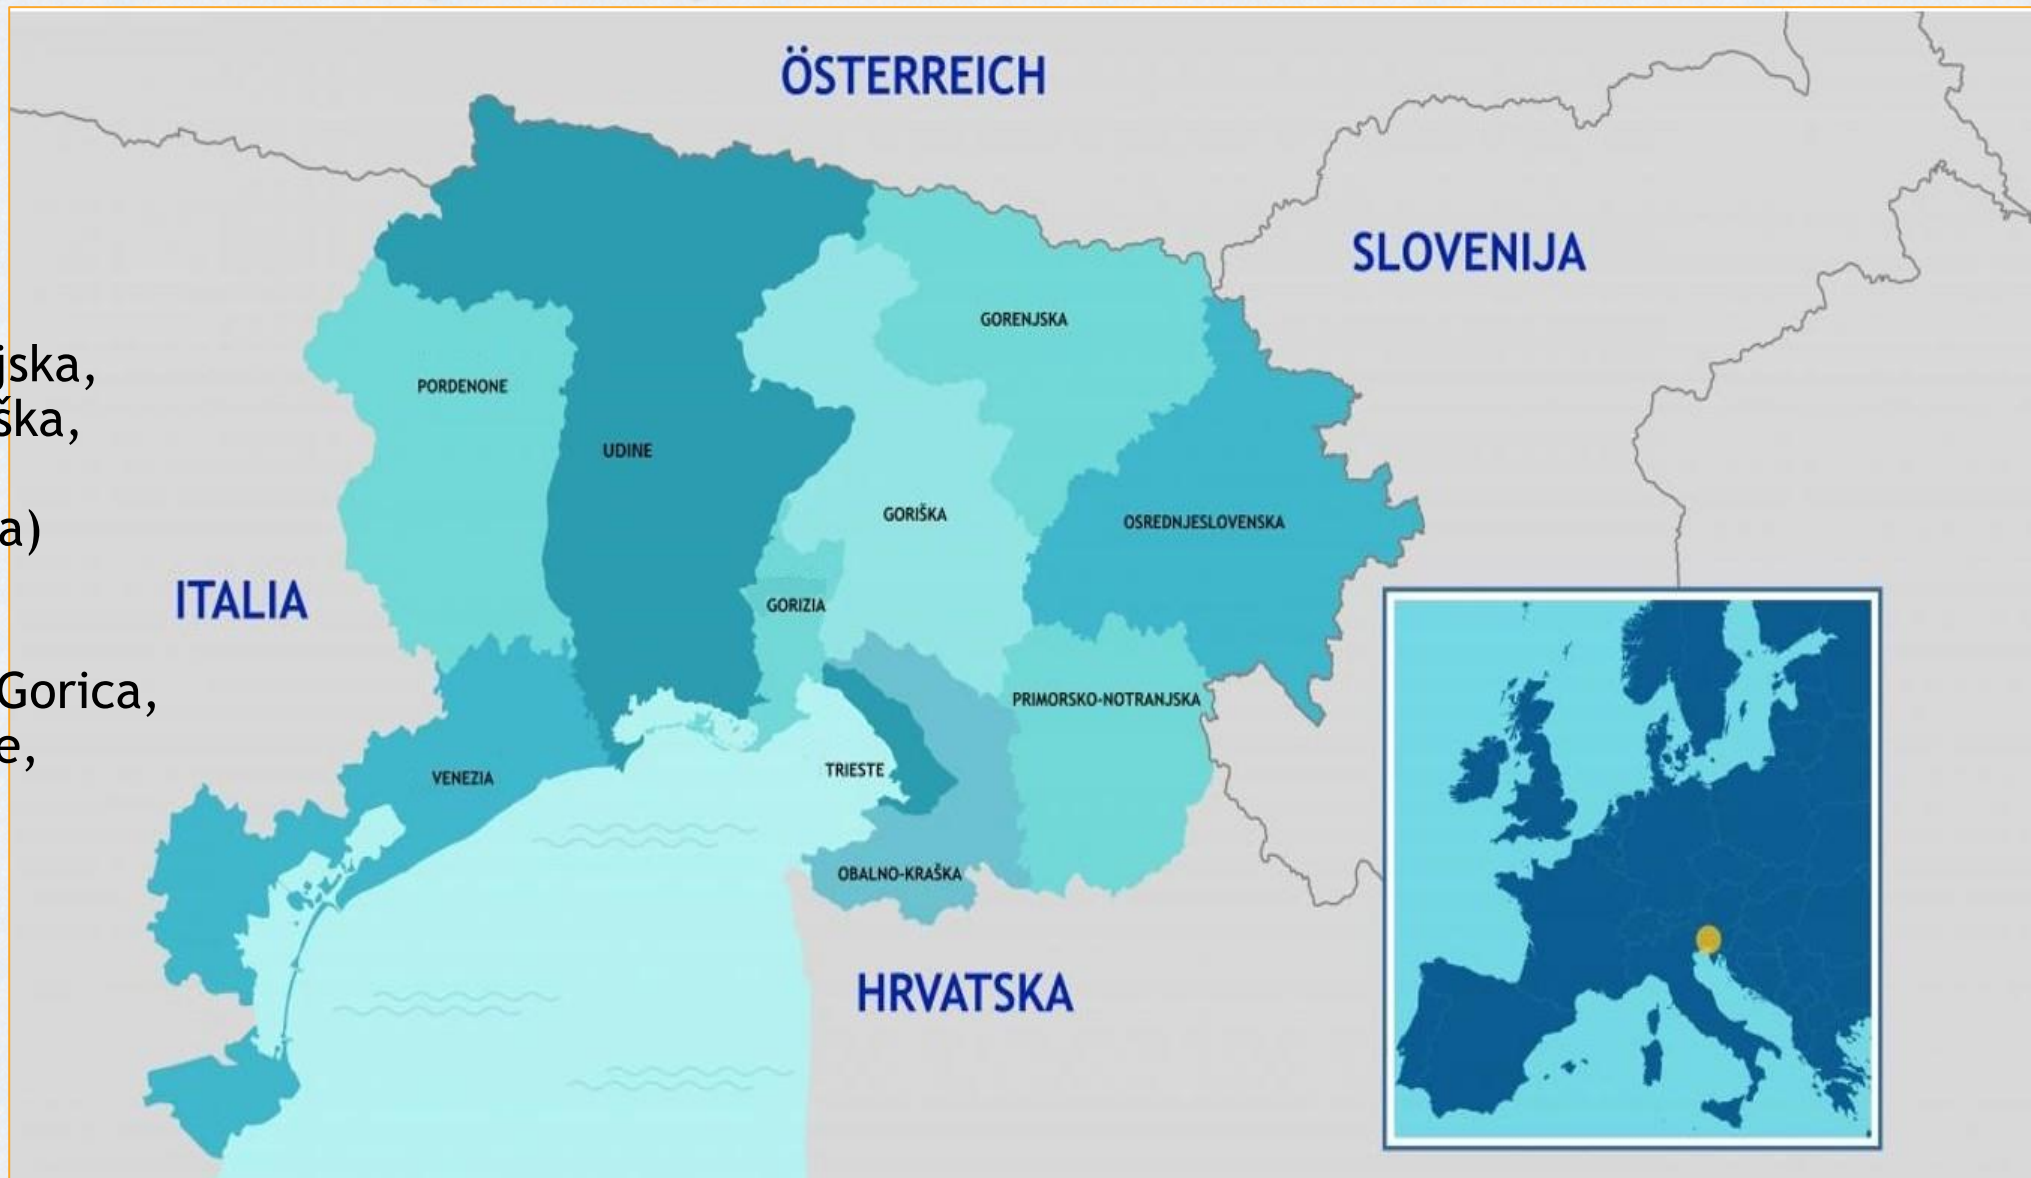 ÖSTERREICH
SLOVENIJA
GORENJSKA
jska,
PORDENONE
ška,
UDINE
GORIŠKA
OSREDNJESLOVENSKA
a)
ITALIA
GORIZIA
Gorica,
PRIMORSKO-NOTRANJSKA
e,
TRIESTE
VENEZIA
OBALNO-KRAŠKA
HRVATSKA